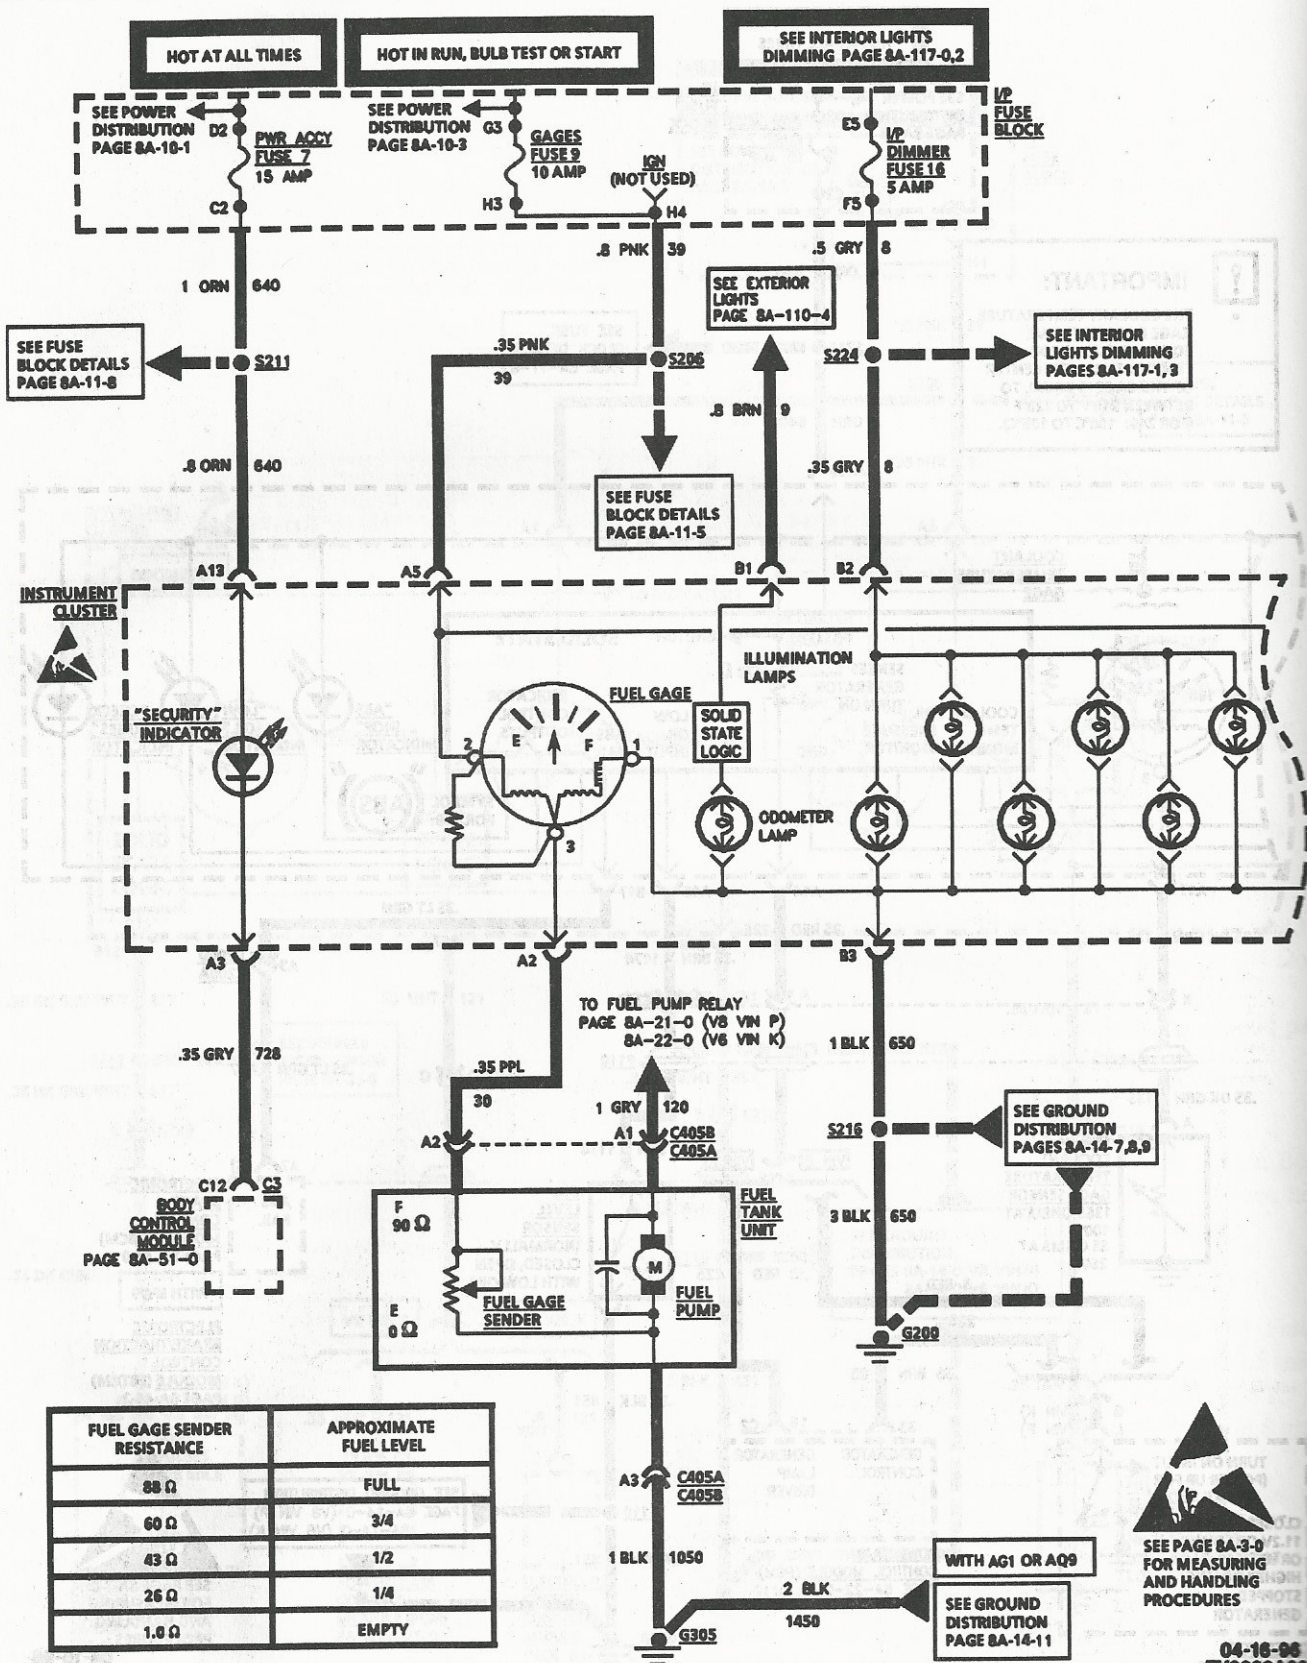 HOT AT ALL TIMES
HOT IN RUN, BULB TEST OR START
SEE INTERIOR LIGHTS
DIMMING PAGE 8A-117-0,2
SEE POWER
DISTRIBUTION
PAGE 8A-10-1
D2
PWR ACCY
FUSE 7
15 AMP
C2
SEE POWER
DISTRIBUTION
PAGE 8A-10-3
G3
GAGES
FUSE 9
10 AMP
H3
IGN
(NOT USED)
H4
E5
I/P
DIMMER
FUSE 16
5 AMP
F5
I/P
FUSE
BLOCK
1 ORN 640
.8 PNK 39
.5 GRY 8
SEE FUSE
BLOCK DETAILS
PAGE 8A-11-8
S211
.35 PNK
39
S206
SEE EXTERIOR
LIGHTS
PAGE 8A-110-4
S224
SEE INTERIOR
LIGHTS DIMMING
PAGES 8A-117-1, 3
.8 ORN 640
.8 BRN 9
.35 GRY 8
SEE FUSE
BLOCK DETAILS
PAGE 8A-11-5
A13
A5
B1
B2
INSTRUMENT
CLUSTER
"SECURITY"
INDICATOR
FUEL GAGE
E F
2
1
3
SOLID
STATE
LOGIC
ILLUMINATION
LAMPS
ODOMETER
LAMP
A3
A2
B3
TO FUEL PUMP RELAY
PAGE 8A-21-0 (V8 VIN P)
8A-22-0 (V6 VIN K)
.35 GRY 728
.35 PPL
30
1 GRY 120
1 BLK 650
A2
A1
C405B
C405A
S216
SEE GROUND
DISTRIBUTION
PAGES 8A-14-7,8,9
C12
C3
BODY
CONTROL
MODULE
PAGE 8A-51-0
F
90 Ω
E
0 Ω
FUEL GAGE
SENDER
M
FUEL
PUMP
FUEL
TANK
UNIT
3 BLK 650
G200
FUEL GAGE SENDER
RESISTANCE
APPROXIMATE
FUEL LEVEL
88 Ω FULL
60 Ω 3/4
43 Ω 1/2
26 Ω 1/4
1.0 Ω EMPTY
A3
C405A
C405B
1 BLK 1050
2 BLK
1450
G305
WITH AG1 OR AQ9
SEE GROUND
DISTRIBUTION
PAGE 8A-14-11
SEE PAGE 8A-3-0
FOR MEASURING
AND HANDLING
PROCEDURES
04-16-96